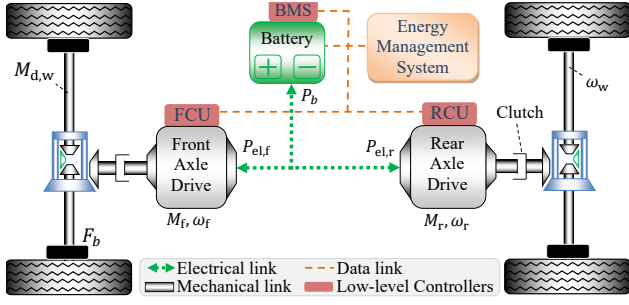 BMS
Battery
+ −
Energy
Management
System
M_d,w
ω_w
P_b
FCU
RCU
Clutch
Front
Axle
Drive
P_el,f
P_el,r
Rear
Axle
Drive
M_f, ω_f
M_r, ω_r
F_b
Electrical link
Data link
Mechanical link
Low-level Controllers